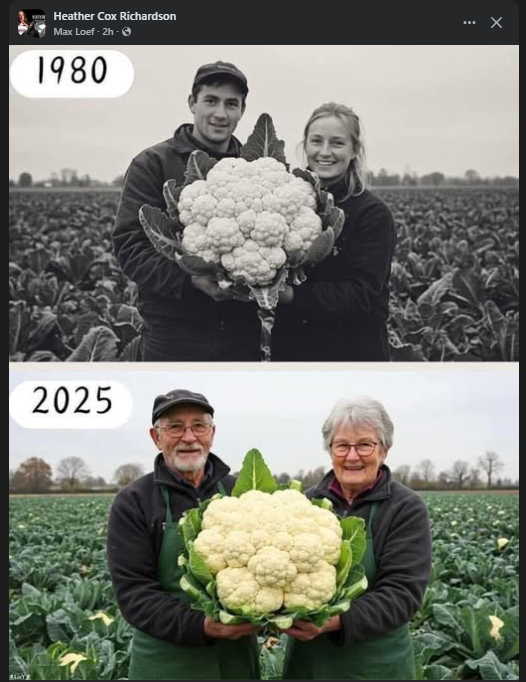 Heather Cox Richardson
Max Loef · 2h ·
1980
2025